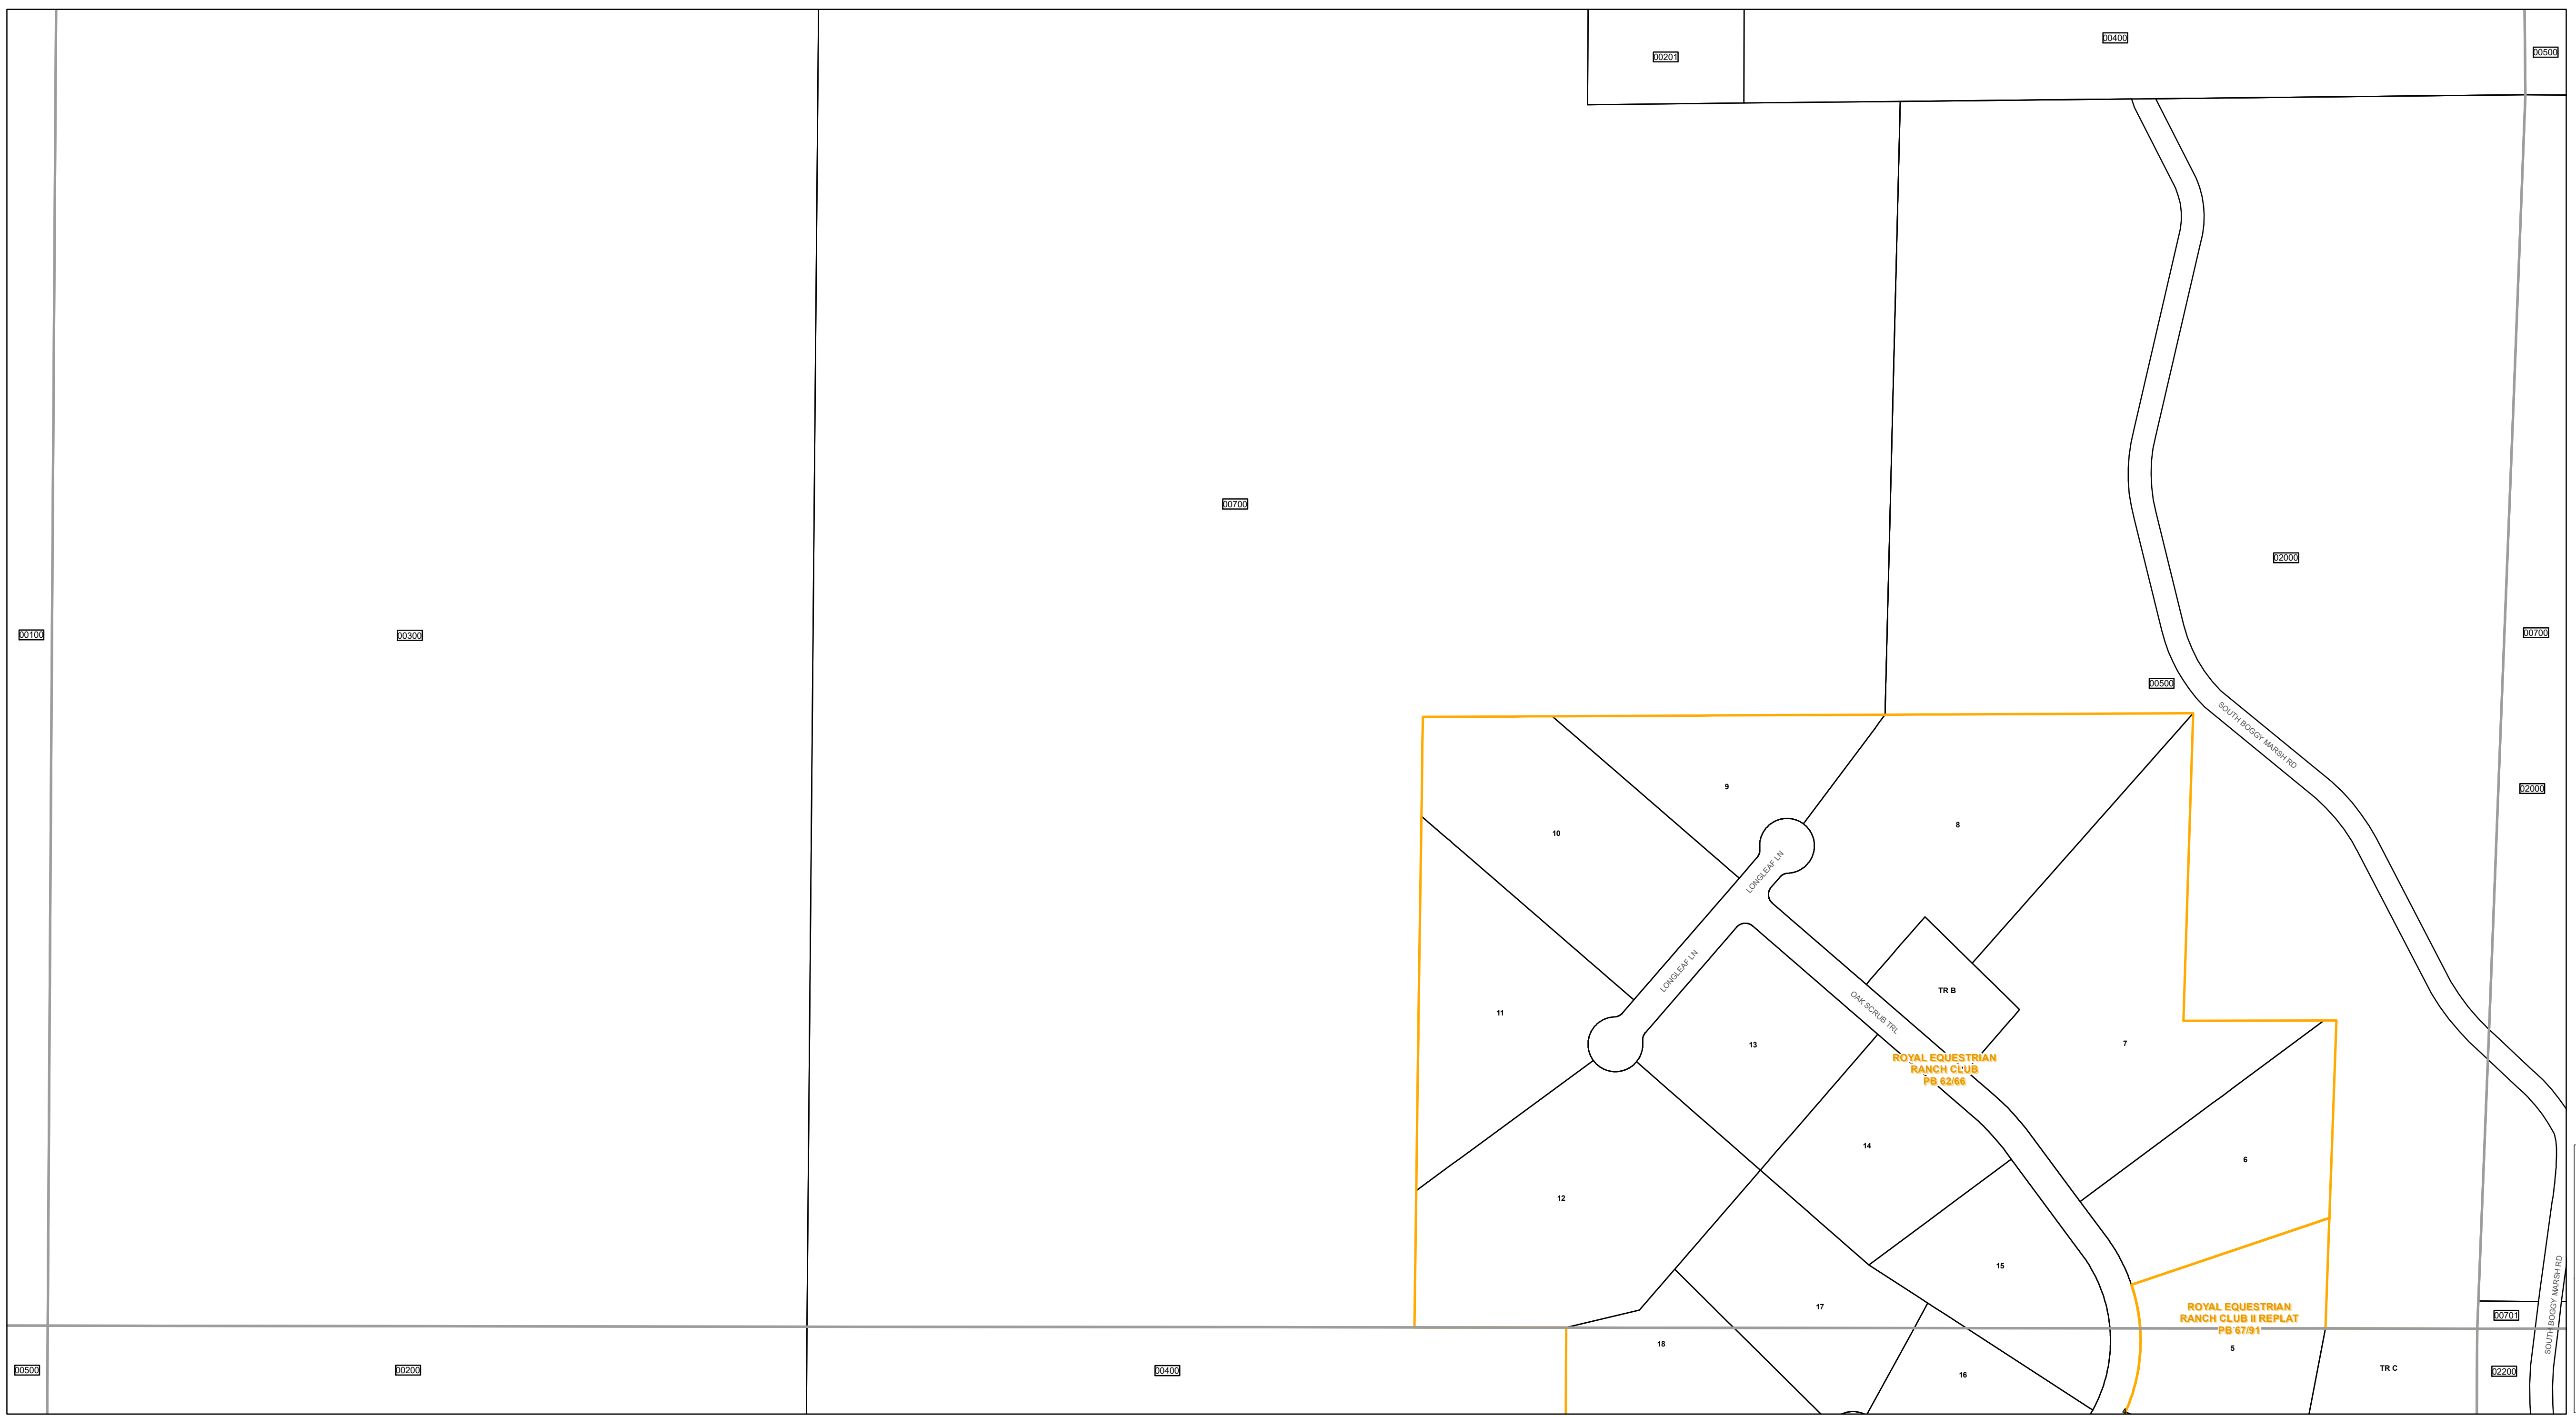 00400
00500
00201
00700
02000
00100
00300
00700
00500
SOUTH BOGGY MARSH RD
02000
9
8
10
LONGLEAF LN
LONGLEAF LN
TR B
OAK SCRUB TRL
11
13
7
ROYAL EQUESTRIAN
RANCH CLUB
PB 62/66
14
6
12
15
17
ROYAL EQUESTRIAN
RANCH CLUB II REPLAT
PB 67/91
00701
SOUTH BOGGY MARSH RD
18
5
00500
00200
00400
16
TR C
02200
4